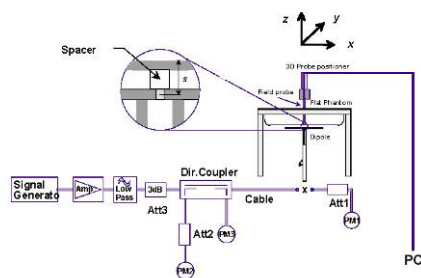 z
y
x
3D Probe positioner
Spacer
s
Field probe
Flat Phantom
Dipole
Signal
Generato
Amp
Low
Pass
3dB
Att3
Dir.Coupler
Cable
x
Att1
PM1
Att2
PM3
PM2
PC